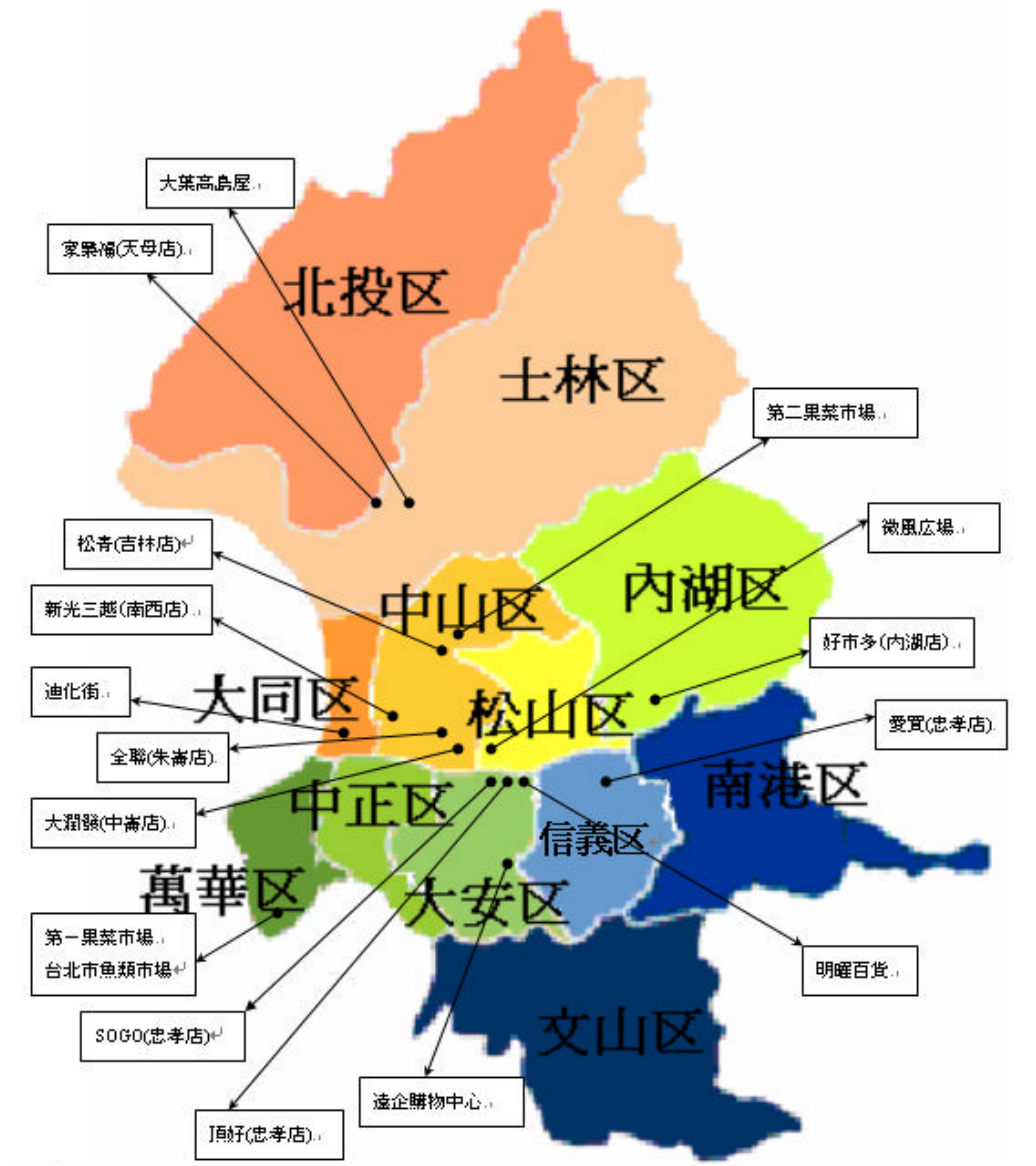 大葉高島屋
家樂福(天母店)
北投区
士林区
第二果菜市場
微風広場
松青(吉林店)
中山区
內湖区
新光三越(南西店)
好市多(内湖店)
迪化街
大同区
松山区
愛買(忠孝店)
全聯(朱崙店)
南港区
大潤發(中崙店)
中正区
信義区
萬華区
大安区
第一果菜市場
台北市魚類市場
明曜百貨
SOGO(忠孝店)
文山区
遠企購物中心
頂好(忠孝店)